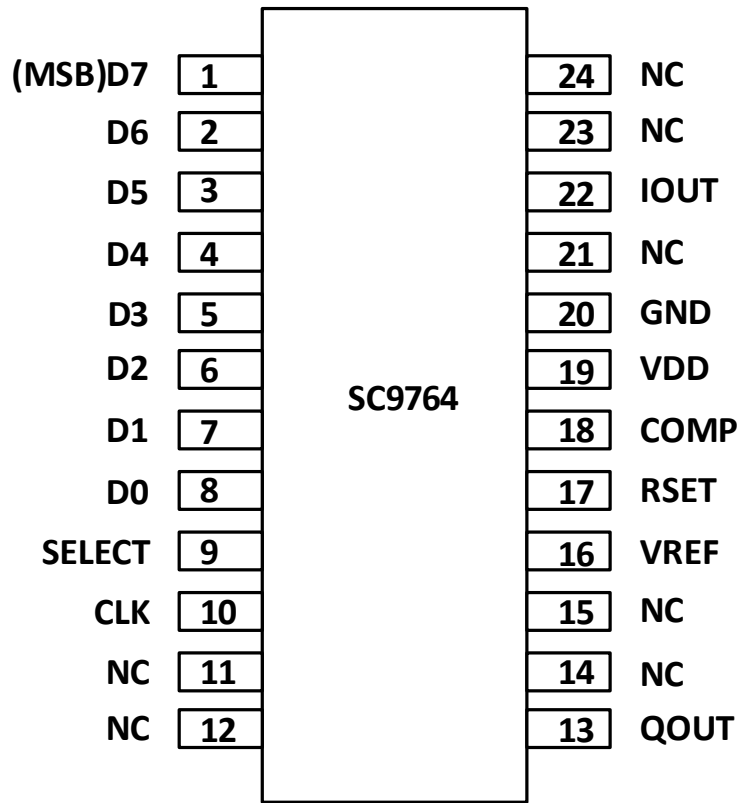 (MSB)D7 1 24 NC
D6 2 23 NC
D5 3 22 IOUT
D4 4 21 NC
D3 5 20 GND
D2 6 19 VDD
SC9764
D1 7 18 COMP
D0 8 17 RSET
SELECT 9 16 VREF
CLK 10 15 NC
NC 11 14 NC
NC 12 13 QOUT